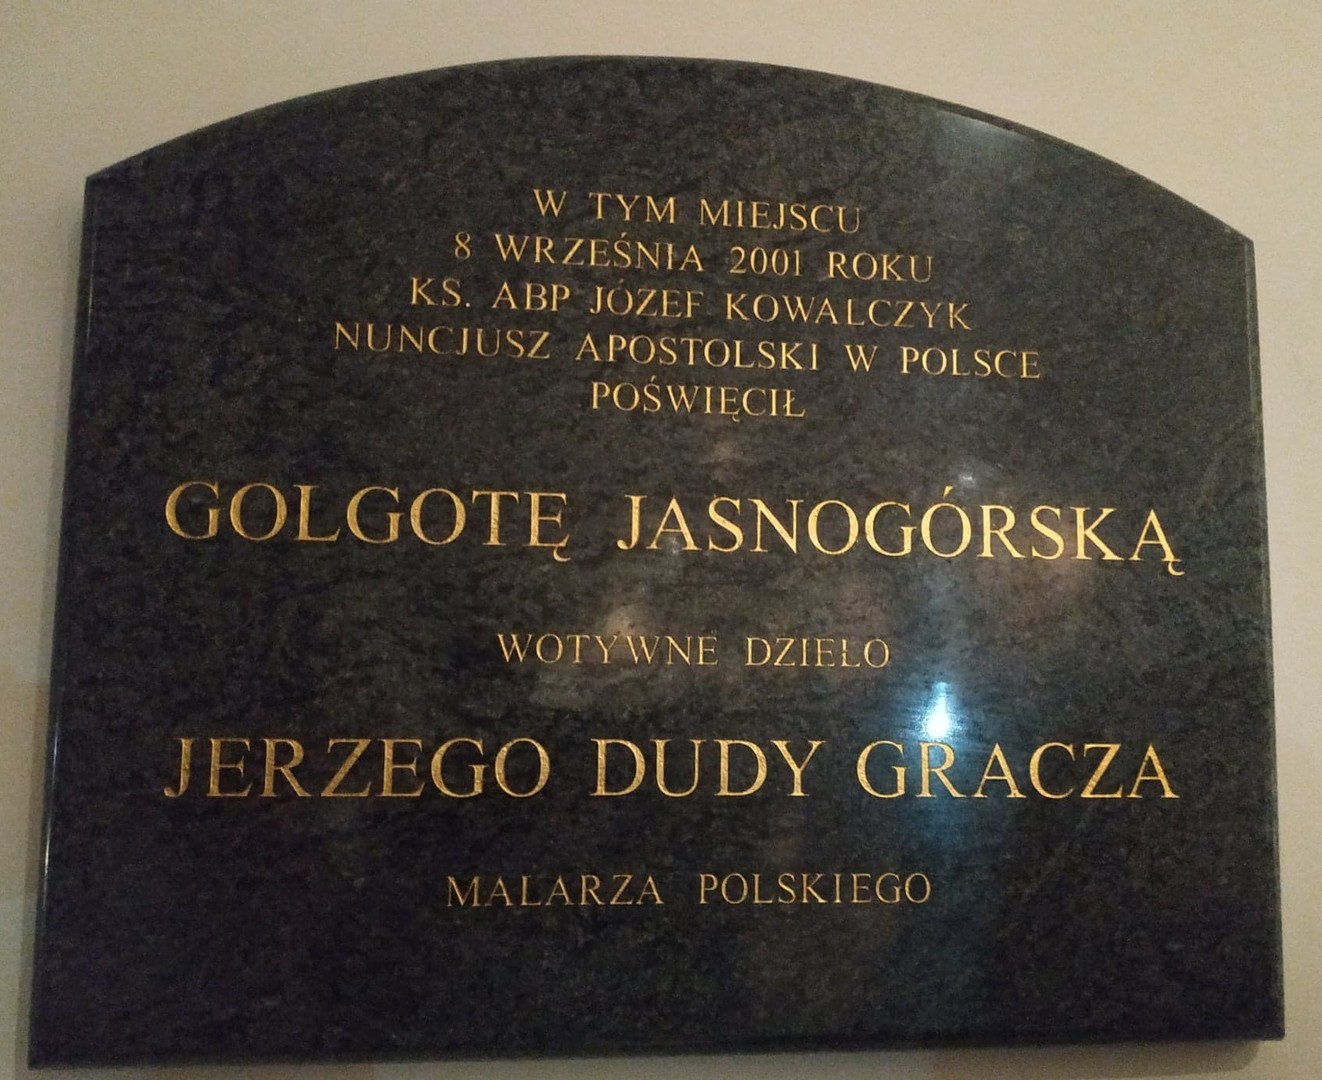 W TYM MIEJSCU
8 WRZEŚNIA 2001 ROKU
KS. ABP JÓZEF KOWALCZYK
NUNCJUSZ APOSTOLSKI W POLSCE
POŚWIĘCIŁ
GOLGOTĘ JASNOGÓRSKĄ
WOTYWNE DZIEŁO
JERZEGO DUDY GRACZA
MALARZA POLSKIEGO